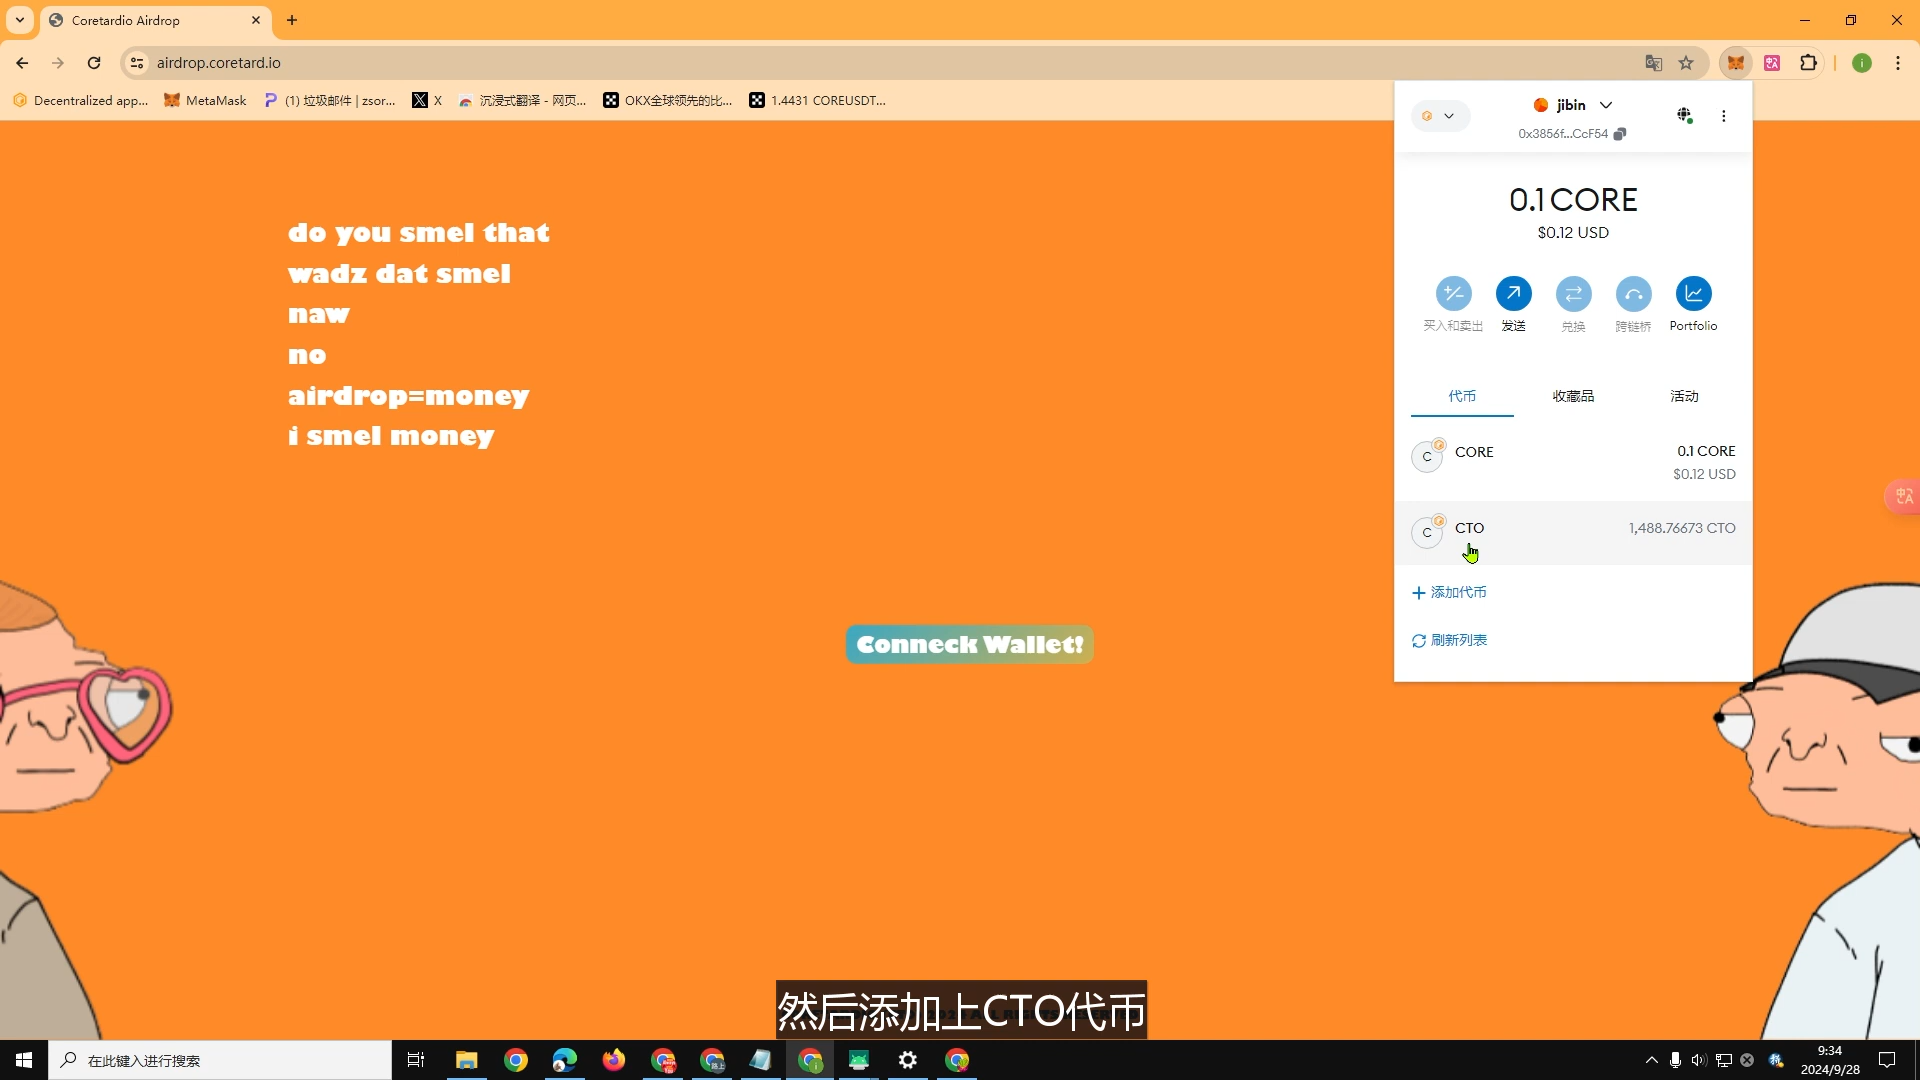 Coretardio Airdrop
airdrop.coretard.io
Decentralized app...
MetaMask
(1) 垃圾邮件 | zsor...
X
沉浸式翻译 - 网页...
OKX全球领先的比...
1.4431 COREUSDT...
jibin
0x3856f...CcF54
0.1 CORE
$0.12 USD
买入和卖出
发送
兑换
跨链桥
Portfolio
代币
收藏品
活动
C
CORE
0.1 CORE
$0.12 USD
C
CTO
1,488.76673 CTO
添加代币
刷新列表
do you smel that
wadz dat smel
naw
no
airdrop=money
i smel money
Conneck Wallet!
然后添加上CTO代币
在此键入进行搜索
9:34
2024/9/28